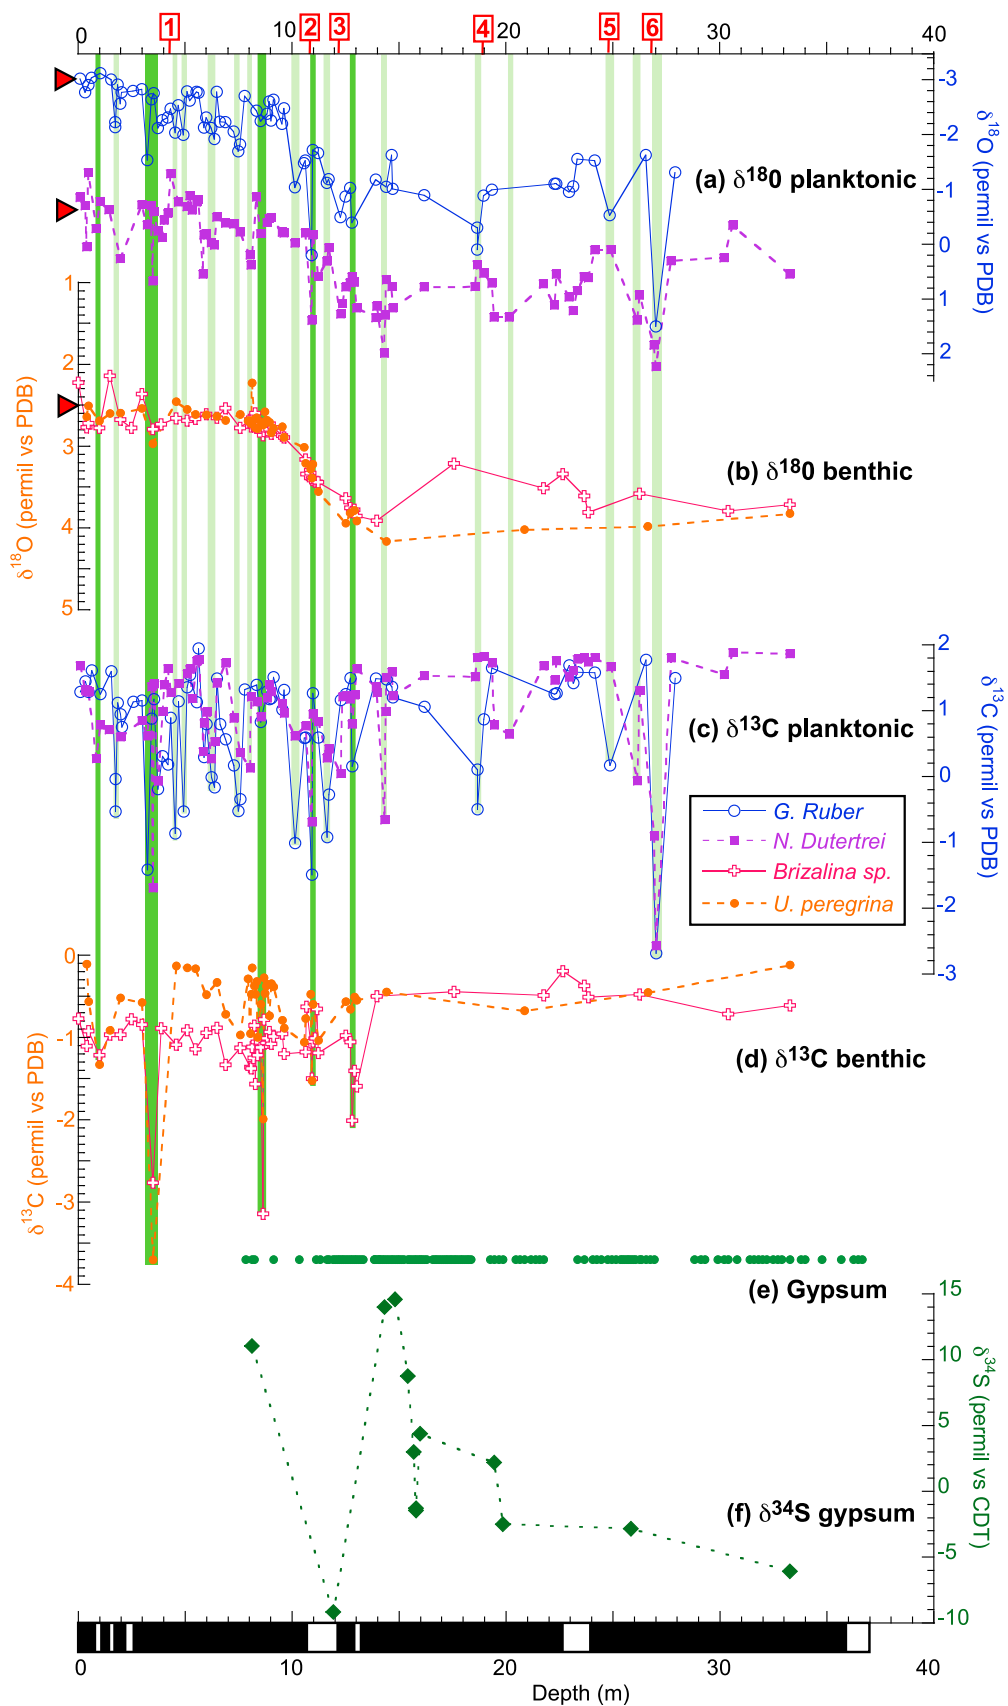 1 2 3 4 5 6
0 10 20 30 40
-3
-2
-1
0
1
2
δ18O (permil vs PDB)
(a) δ180 planktonic
1
2
3
4
5
δ18O (permil vs PDB)
(b) δ180 benthic
2
1
0
-1
-2
-3
δ13C (permil vs PDB)
(c) δ13C planktonic
G. Ruber
N. Dutertrei
Brizalina sp.
U. peregrina
0
-1
-2
-3
-4
δ13C (permil vs PDB)
(d) δ13C benthic
(e) Gypsum
15
10
5
0
-5
-10
δ34S (permil vs CDT)
(f) δ34S gypsum
0 10 20 30 40
Depth (m)